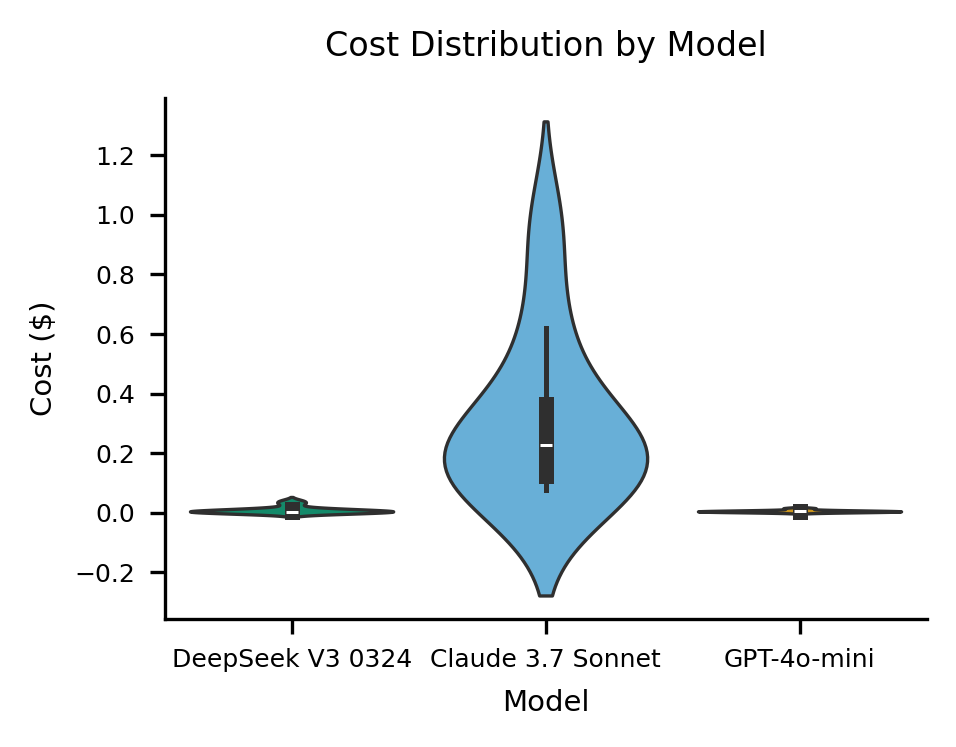 Cost Distribution by Model
Cost ($)
1.2
1.0
0.8
0.6
0.4
0.2
0.0
−0.2
DeepSeek V3 0324
Claude 3.7 Sonnet
GPT-4o-mini
Model